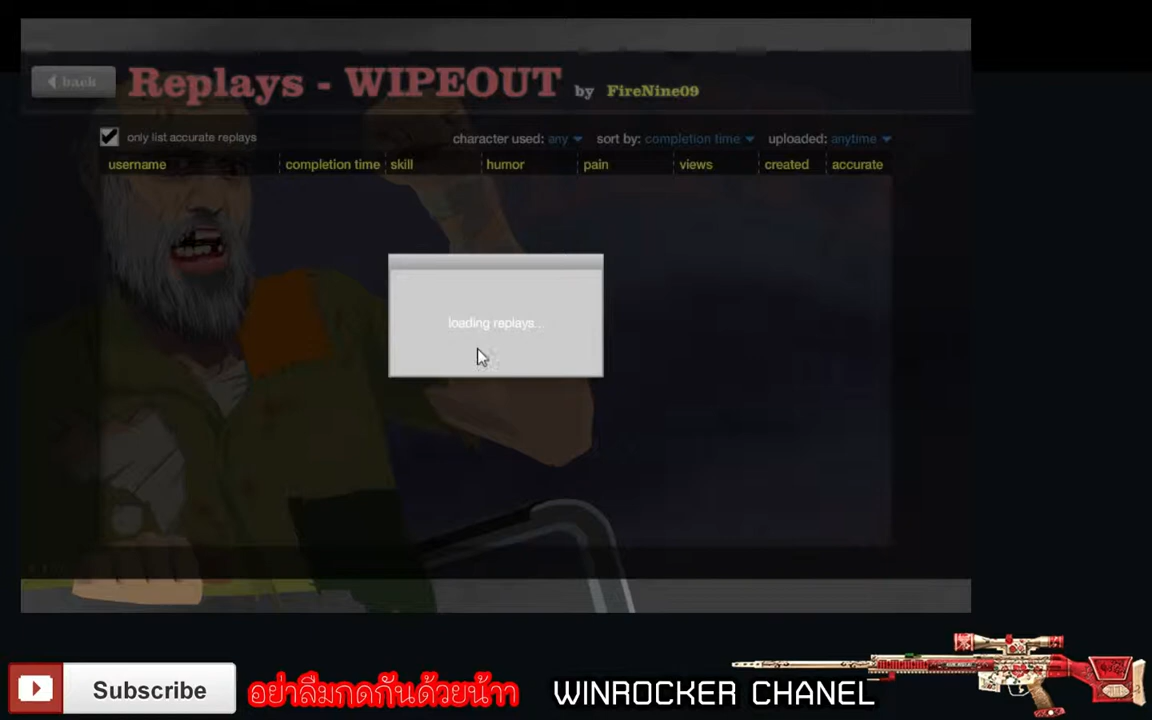 back
Replays - WIPEOUT by FireNine09
only list accurate replays character used: any sort by: completion time uploaded: anytime
username completion time skill humor pain views created accurate
loading replays...
Subscribe อย่าลืมกดกันด้วยน้าา WINROCKER CHANEL